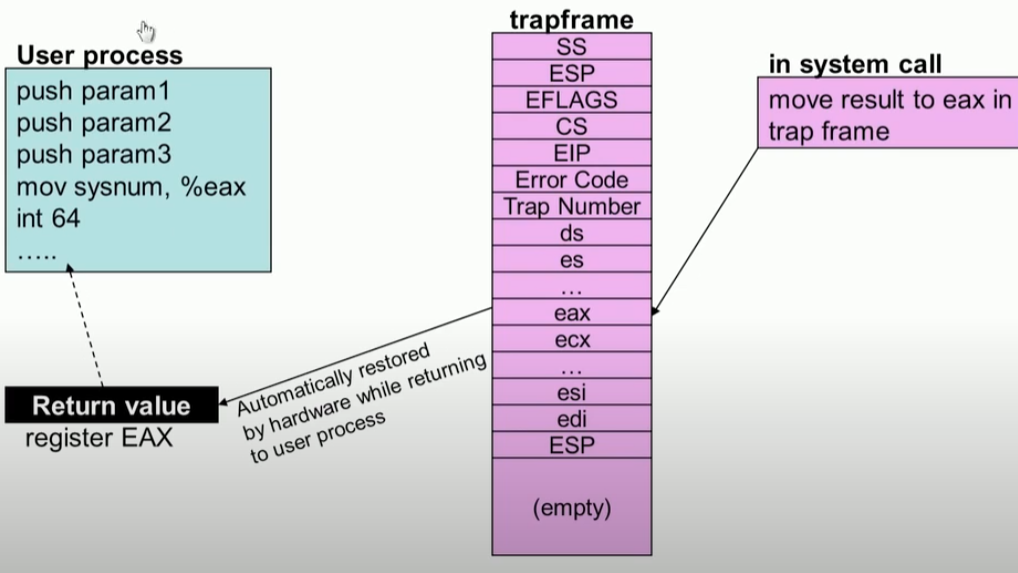 User process
push param1
push param2
push param3
mov sysnum, %eax
int 64
.....
Return value
register EAX
Automatically restored
by hardware while returning
to user process
trapframe
SS
ESP
EFLAGS
CS
EIP
Error Code
Trap Number
ds
es
...
eax
ecx
...
esi
edi
ESP
(empty)
in system call
move result to eax in
trap frame